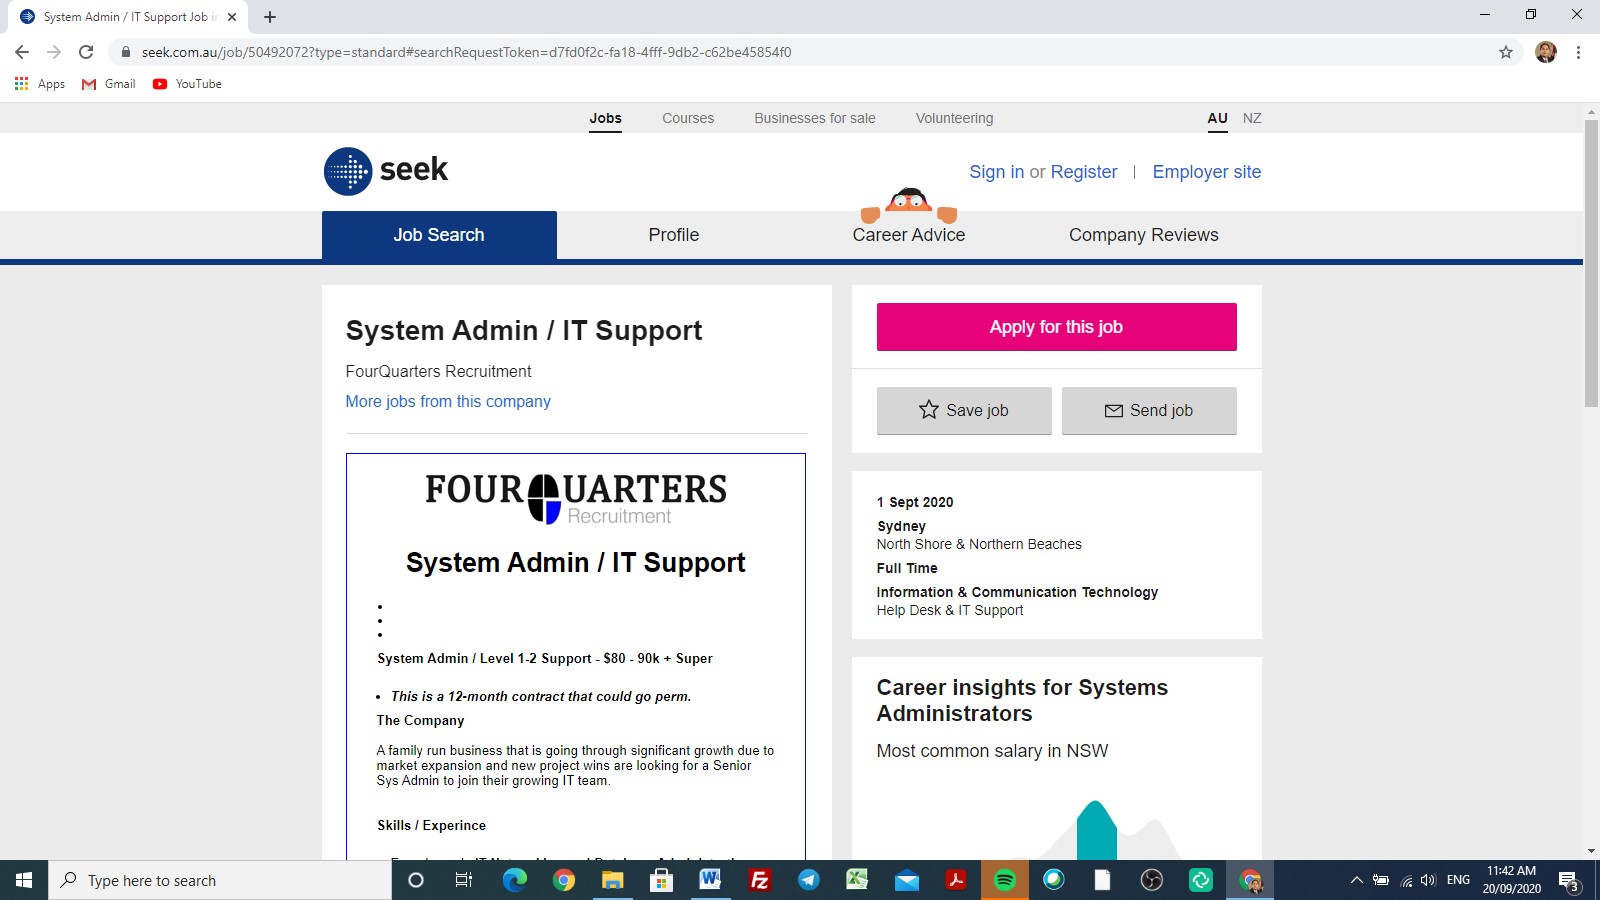 System Admin / IT Support Job in
seek.com.au/job/50492072?type=standard#searchRequestToken=d7fd0f2c-fa18-4fff-9db2-c62be45854f0
Apps Gmail YouTube
Jobs Courses Businesses for sale Volunteering AU NZ
seek
Sign in or Register | Employer site
Job Search Profile Career Advice Company Reviews
System Admin / IT Support
FourQuarters Recruitment
More jobs from this company
FOUR QUARTERS
Recruitment
System Admin / IT Support
System Admin / Level 1-2 Support - $80 - 90k + Super
• This is a 12-month contract that could go perm.
The Company
A family run business that is going through significant growth due to
market expansion and new project wins are looking for a Senior
Sys Admin to join their growing IT team.
Skills / Experince
Apply for this job
Save job Send job
1 Sept 2020
Sydney
North Shore & Northern Beaches
Full Time
Information & Communication Technology
Help Desk & IT Support
Career insights for Systems
Administrators
Most common salary in NSW
Type here to search
ENG
11:42 AM
20/09/2020
3